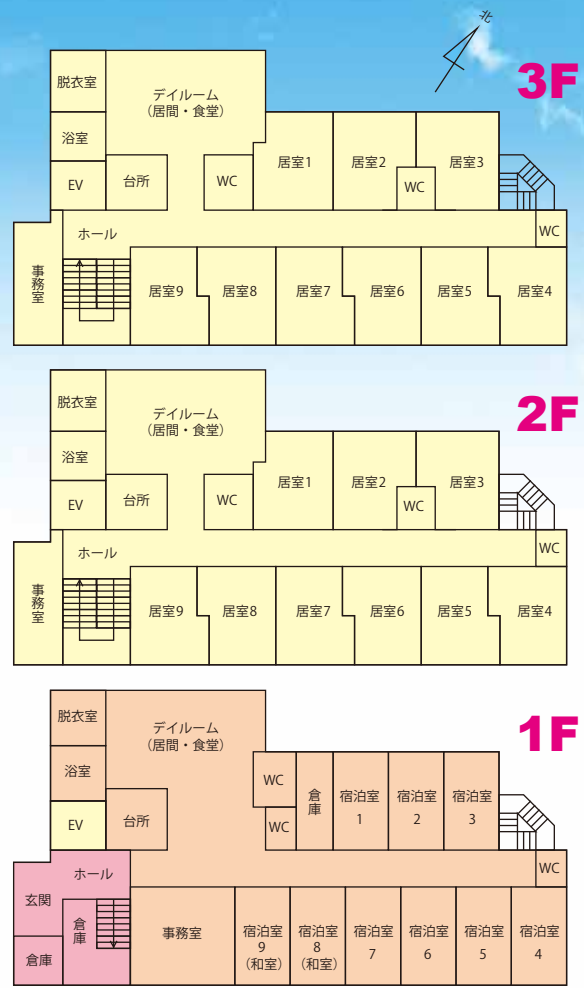 北
3F
脱衣室
デイルーム
(居間・食堂)
浴室
居室1
居室2
居室3
EV
台所
WC
WC
ホール
WC
事務室
居室9
居室8
居室7
居室6
居室5
居室4
2F
脱衣室
デイルーム
(居間・食堂)
浴室
居室1
居室2
居室3
EV
台所
WC
WC
ホール
WC
事務室
居室9
居室8
居室7
居室6
居室5
居室4
1F
脱衣室
デイルーム
(居間・食堂)
浴室
WC
倉庫
宿泊室
1
宿泊室
2
宿泊室
3
EV
台所
WC
ホール
WC
玄関
倉庫
倉庫
事務室
宿泊室
9
(和室)
宿泊室
8
(和室)
宿泊室
7
宿泊室
6
宿泊室
5
宿泊室
4